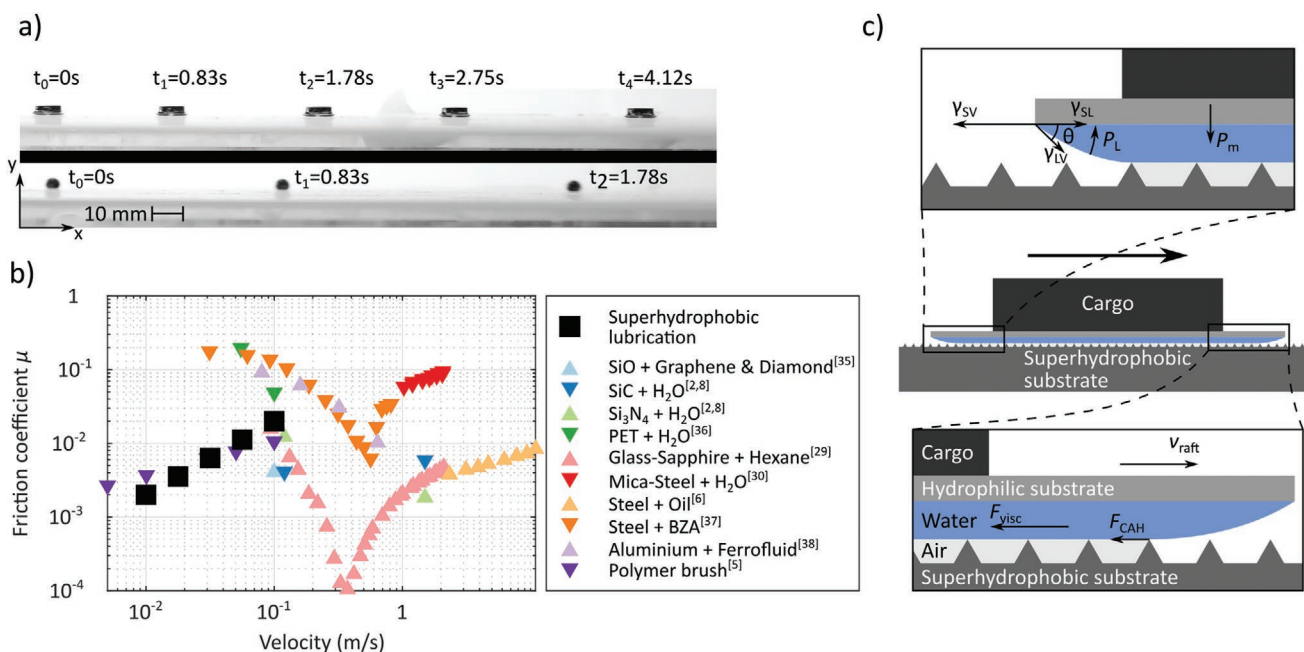 a)
t₀=0s t₁=0.83s t₂=1.78s t₃=2.75s t₄=4.12s
y
t₀=0s t₁=0.83s t₂=1.78s
10 mm
x
b)
Friction coefficient μ
1
10⁻¹
10⁻²
10⁻³
10⁻⁴
10⁻² 10⁻¹ 1
Velocity (m/s)
Superhydrophobic
lubrication
SiO + Graphene & Diamond[35]
SiC + H₂O[2,8]
Si₃N₄ + H₂O[2,8]
PET + H₂O[36]
Glass-Sapphire + Hexane[29]
Mica-Steel + H₂O[30]
Steel + Oil[6]
Steel + BZA[37]
Aluminium + Ferrofluid[38]
Polymer brush[5]
c)
γSV γSL
θ PL Pm
γLV
Cargo
Superhydrophobic
substrate
Cargo vraft
Hydrophilic substrate
Water Fvisc FCAH
Air
Superhydrophobic substrate